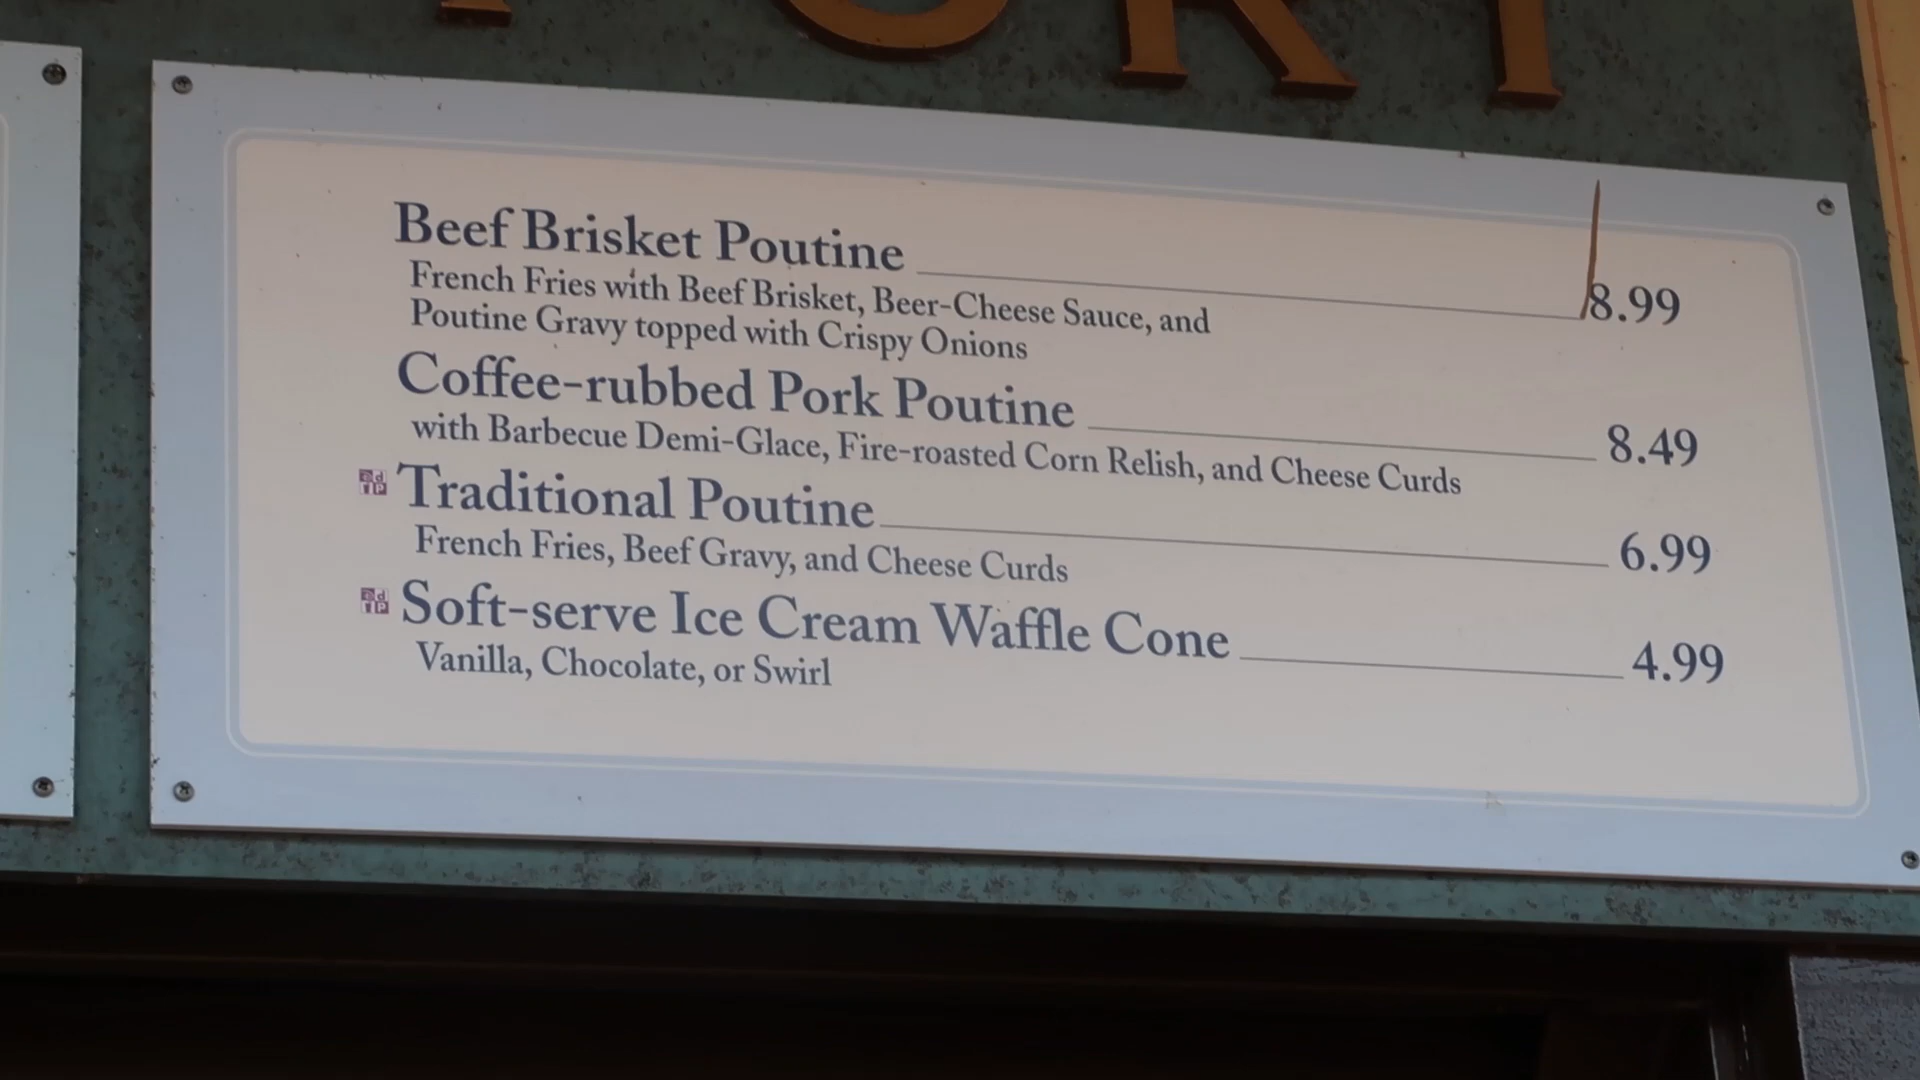 Beef Brisket Poutine 8.99
French Fries with Beef Brisket, Beer-Cheese Sauce, and
Poutine Gravy topped with Crispy Onions
Coffee-rubbed Pork Poutine 8.49
with Barbecue Demi-Glace, Fire-roasted Corn Relish, and Cheese Curds
Traditional Poutine 6.99
French Fries, Beef Gravy, and Cheese Curds
Soft-serve Ice Cream Waffle Cone 4.99
Vanilla, Chocolate, or Swirl